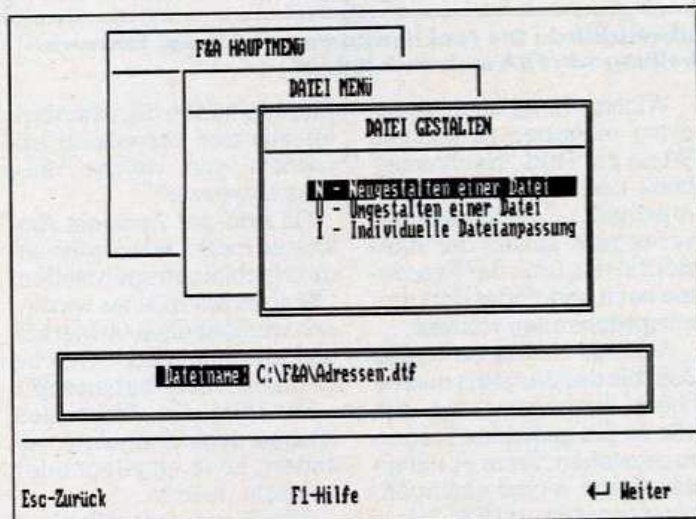 F&A HAUPTMENÜ
DATEI MENÜ
DATEI GESTALTEN
N - Neugestalten einer Datei
U - Umgestalten einer Datei
I - Individuelle Dateianpassung
Dateiname: C:\F&A\Adressen.dtf
Esc-Zurück F1-Hilfe ↵ Weiter